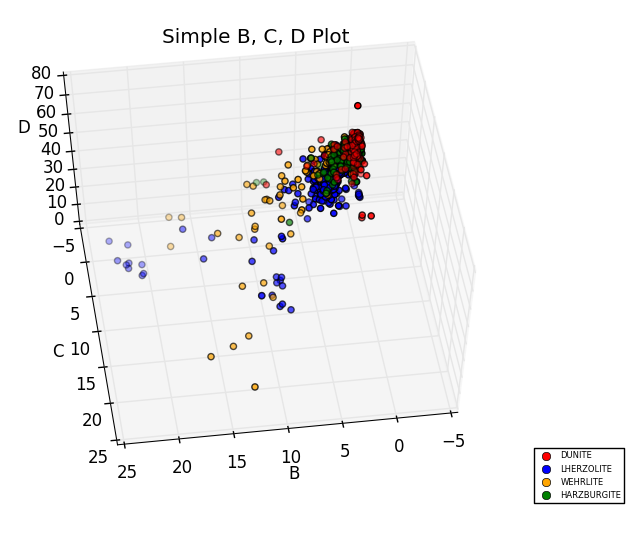 Simple B, C, D Plot
80
70
60
D 50
40
30
20
10
0
−5
0
5
C 10
15
20
25
25 20 15 10 5 0 −5
B
DUNITE
LHERZOLITE
WEHRLITE
HARZBURGITE